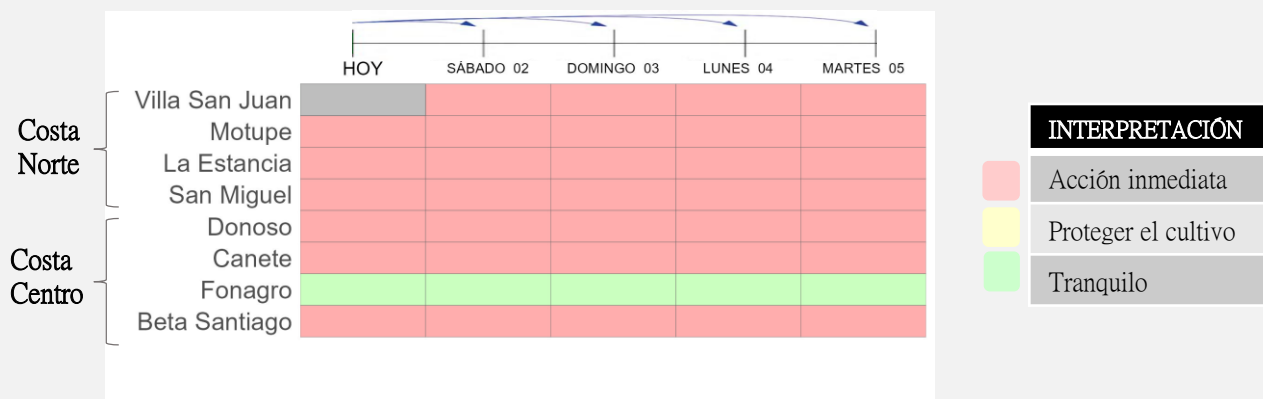 HOY SÁBADO 02 DOMINGO 03 LUNES 04 MARTES 05
Costa
Norte
Villa San Juan
Motupe
La Estancia
San Miguel
Costa
Centro
Donoso
Canete
Fonagro
Beta Santiago
INTERPRETACIÓN
Acción inmediata
Proteger el cultivo
Tranquilo